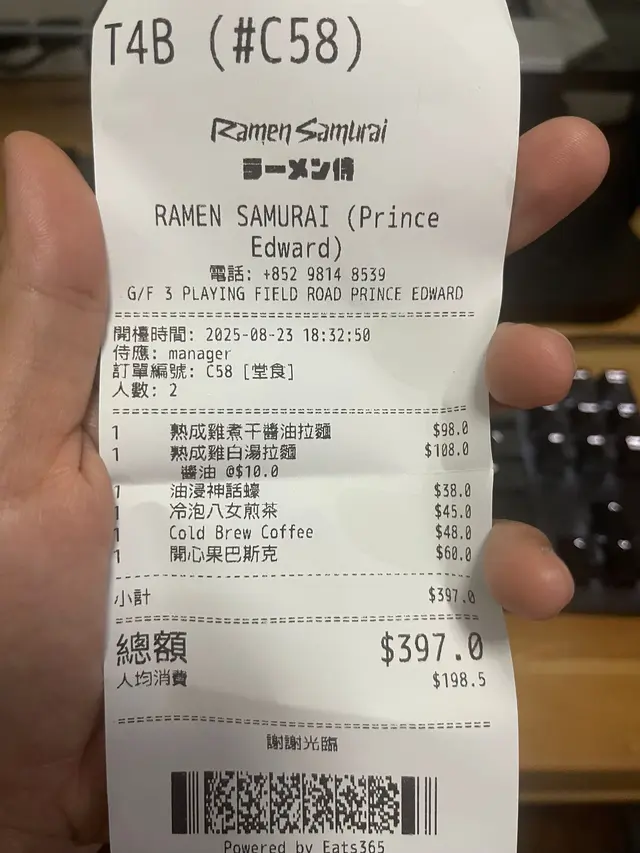 T4B (#C58)
Ramen Samurai
ラーメン侍
RAMEN SAMURAI (Prince
Edward)
電話: +852 9814 8539
G/F 3 PLAYING FIELD ROAD PRINCE EDWARD
開檯時間: 2025-08-23 18:32:50
侍應: manager
訂單編號: C58 [堂食]
人數: 2
1 熟成雞煮干醬油拉麵 $98.0
1 熟成雞白湯拉麵 $108.0
醬油 @$10.0
1 油浸神話蠔 $38.0
1 冷泡八女煎茶 $45.0
1 Cold Brew Coffee $48.0
1 開心果巴斯克 $60.0
小計 $397.0
總額 $397.0
人均消費 $198.5
謝謝光臨
Powered by Eats365